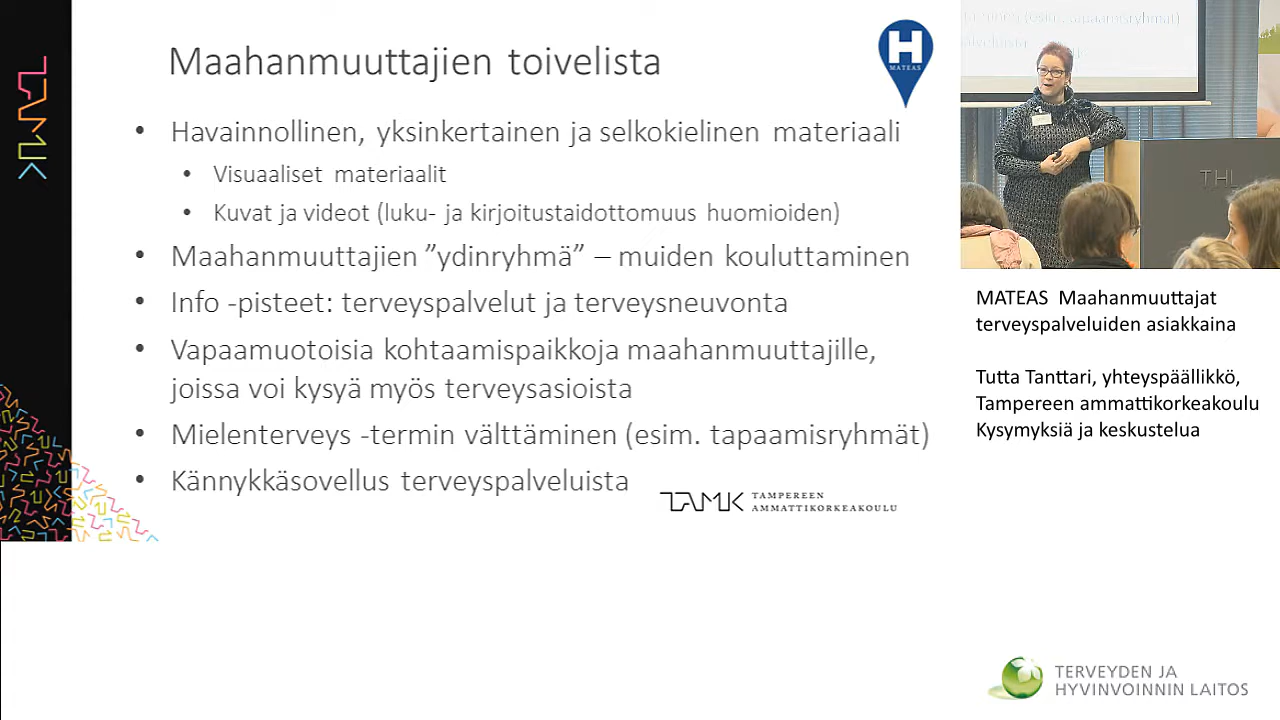 TAMK
Maahanmuuttajien toivelista
H
MATEAS
• Havainnollinen, yksinkertainen ja selkokielinen materiaali
• Visuaaliset materiaalit
• Kuvat ja videot (luku- ja kirjoitustaidottomuus huomioiden)
• Maahanmuuttajien ”ydinryhmä” – muiden kouluttaminen
• Info -pisteet: terveyspalvelut ja terveysneuvonta
• Vapaamuotoisia kohtaamispaikkoja maahanmuuttajille,
joissa voi kysyä myös terveysasioista
• Mielenterveys -termin välttäminen (esim. tapaamisryhmät)
• Kännykkäsovellus terveyspalveluista
TAMK TAMPEREEN
AMMATTIKORKEAKOULU
THL
MATEAS Maahanmuuttajat
terveyspalveluiden asiakkaina
Tutta Tanttari, yhteyspäällikkö,
Tampereen ammattikorkeakoulu
Kysymyksiä ja keskustelua
TERVEYDEN JA
HYVINVOINNIN LAITOS